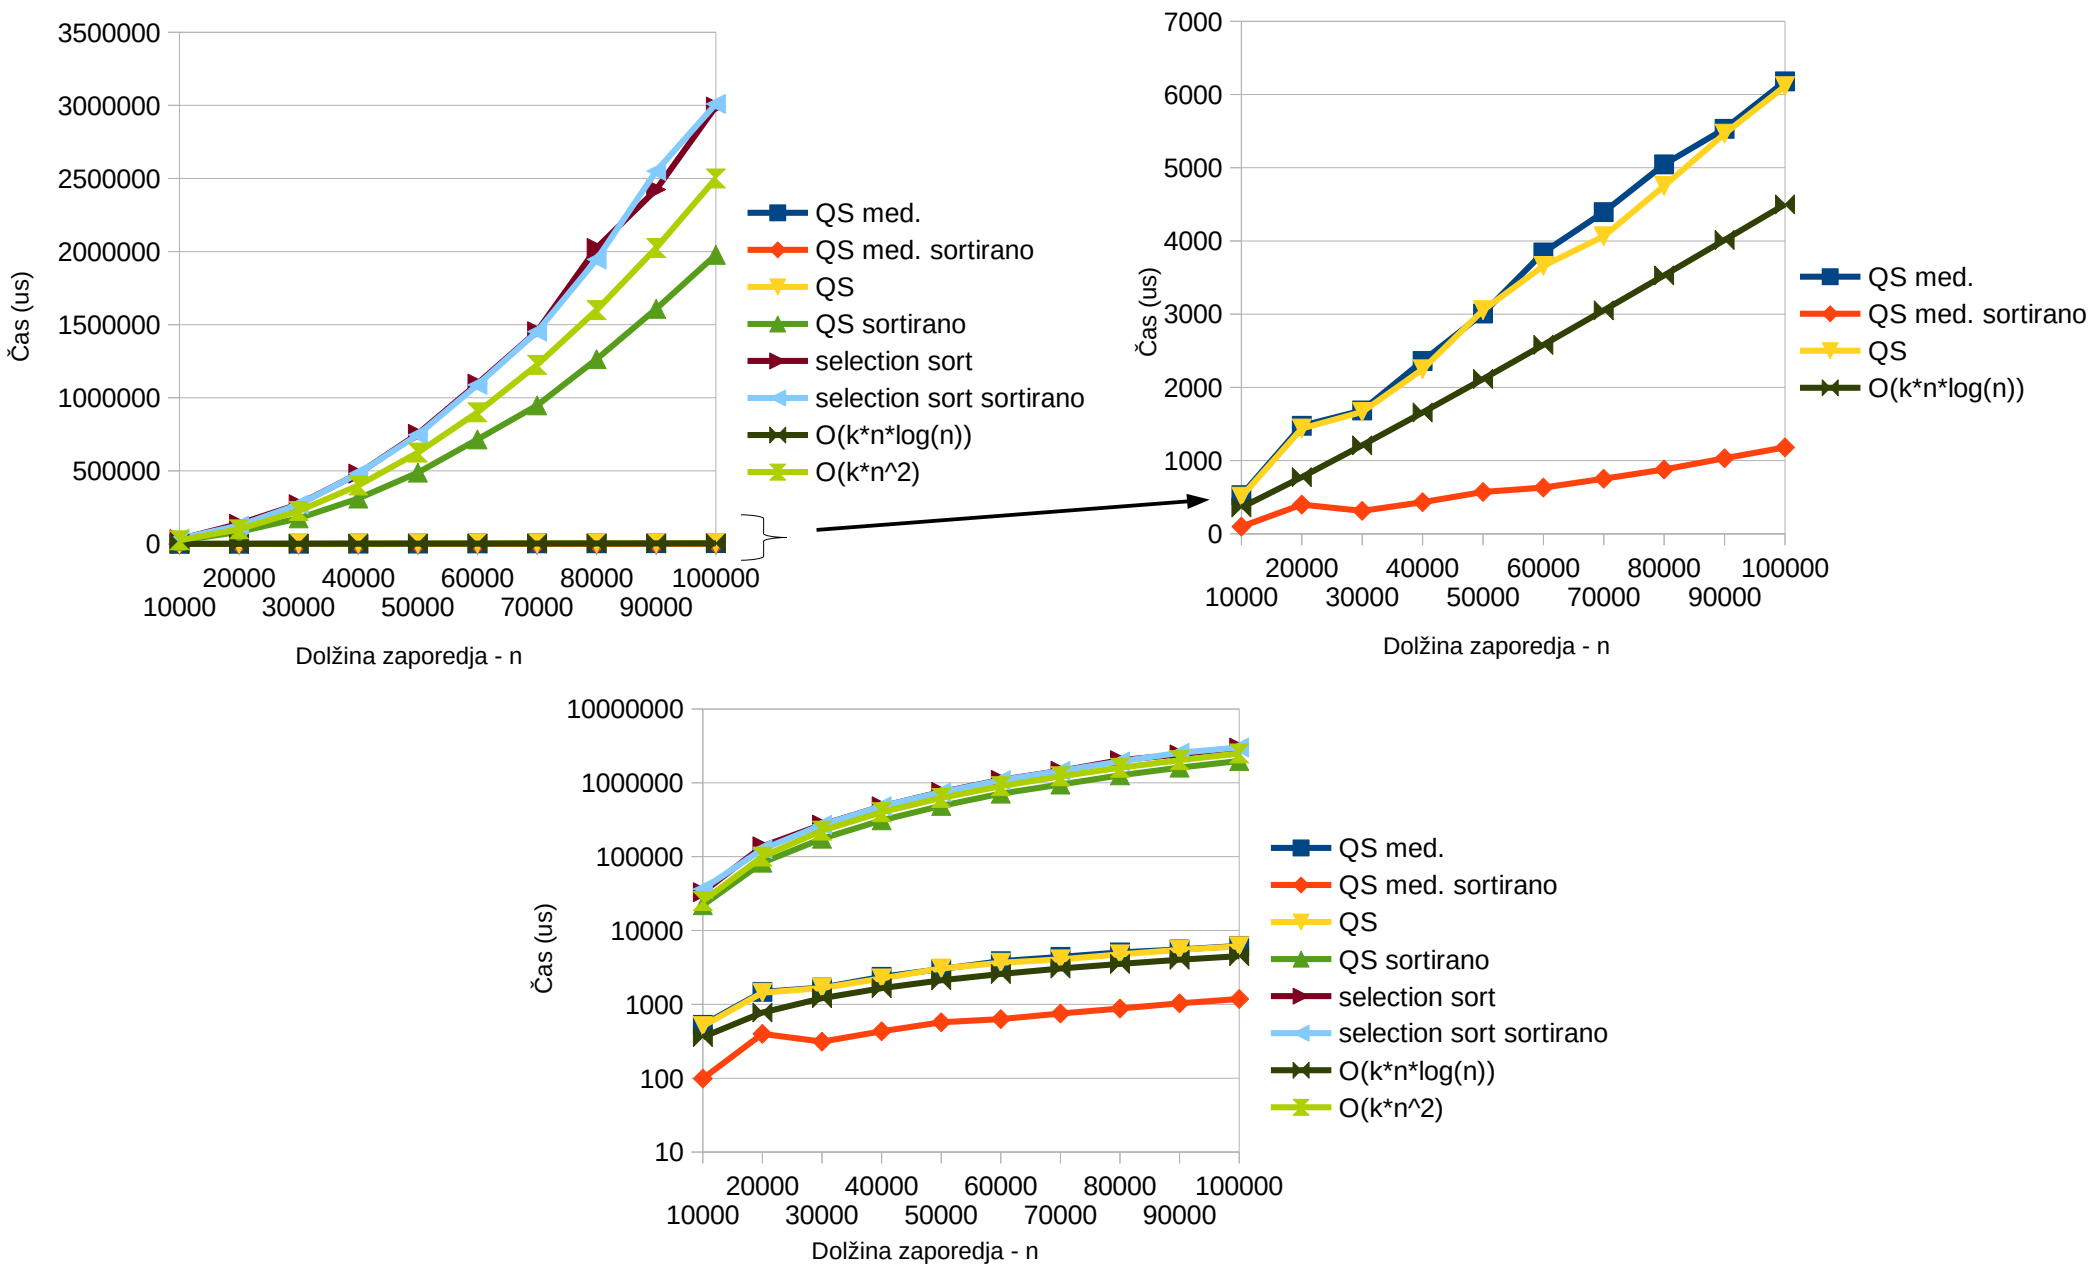 3500000
3000000
2500000
2000000
1500000
1000000
500000
0
20000 40000 60000 80000 100000
10000 30000 50000 70000 90000
Čas (us)
Dolžina zaporedja - n
QS med.
QS med. sortirano
QS
QS sortirano
selection sort
selection sort sortirano
O(k*n*log(n))
O(k*n^2)
7000
6000
5000
4000
3000
2000
1000
0
20000 40000 60000 80000 100000
10000 30000 50000 70000 90000
Čas (us)
Dolžina zaporedja - n
QS med.
QS med. sortirano
QS
O(k*n*log(n))
10000000
1000000
100000
10000
1000
100
10
20000 40000 60000 80000 100000
10000 30000 50000 70000 90000
Čas (us)
Dolžina zaporedja - n
QS med.
QS med. sortirano
QS
QS sortirano
selection sort
selection sort sortirano
O(k*n*log(n))
O(k*n^2)